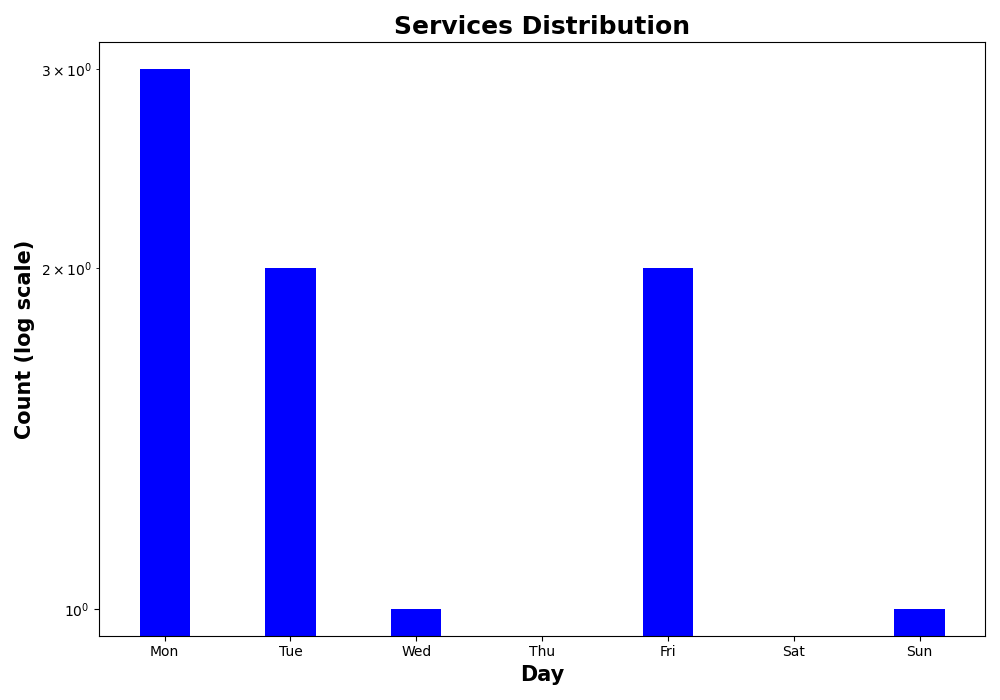 Services Distribution
Count (log scale)
3 × 10⁰
2 × 10⁰
10⁰
Mon Tue Wed Thu Fri Sat Sun
Day